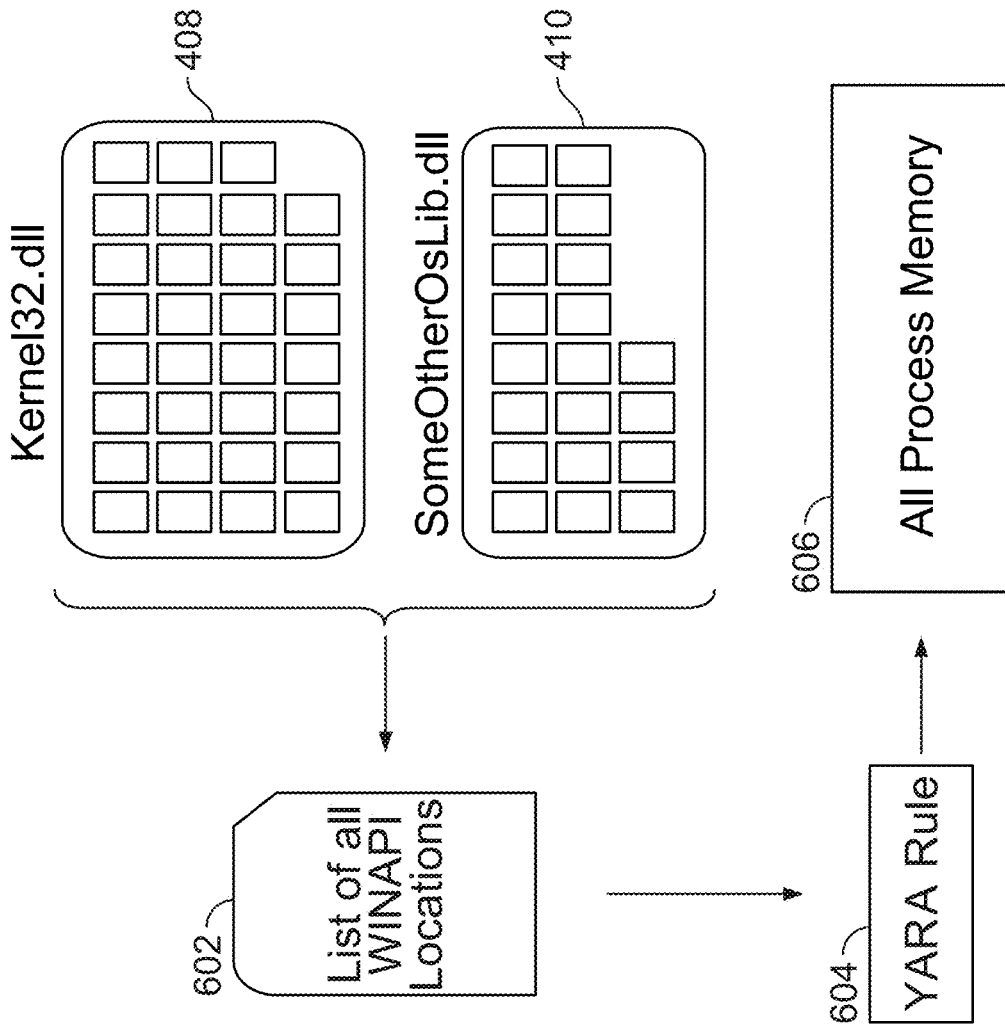 Kernel32.dll
408
SomeOtherOsLib.dll
410
602
List of all
WINAPI
Locations
604
YARA Rule
606
All Process Memory